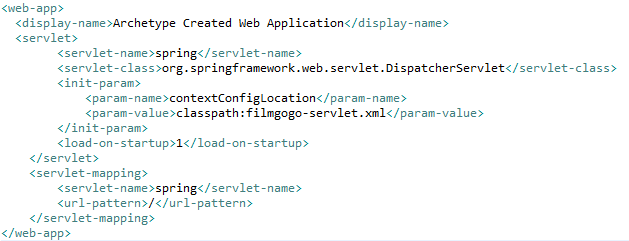 <web-app>
<display-name>Archetype Created Web Application</display-name>
<servlet>
<servlet-name>spring</servlet-name>
<servlet-class>org.springframework.web.servlet.DispatcherServlet</servlet-class>
<init-param>
<param-name>contextConfigLocation</param-name>
<param-value>classpath:filmgogo-servlet.xml</param-value>
</init-param>
<load-on-startup>1</load-on-startup>
</servlet>
<servlet-mapping>
<servlet-name>spring</servlet-name>
<url-pattern>/</url-pattern>
</servlet-mapping>
</web-app>